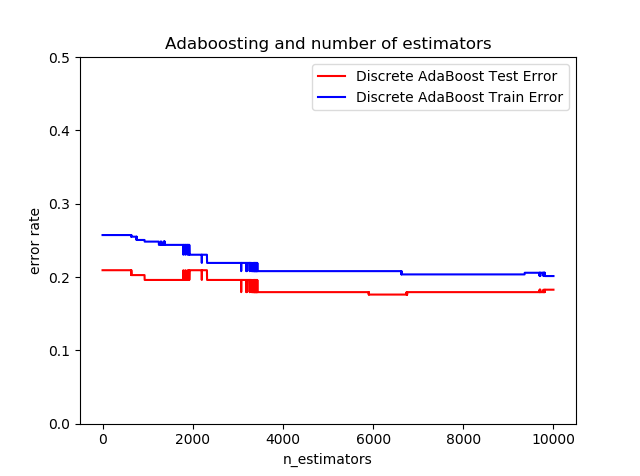 Adaboosting and number of estimators
Discrete AdaBoost Test Error
Discrete AdaBoost Train Error
error rate
0.5
0.4
0.3
0.2
0.1
0.0
0 2000 4000 6000 8000 10000
n_estimators